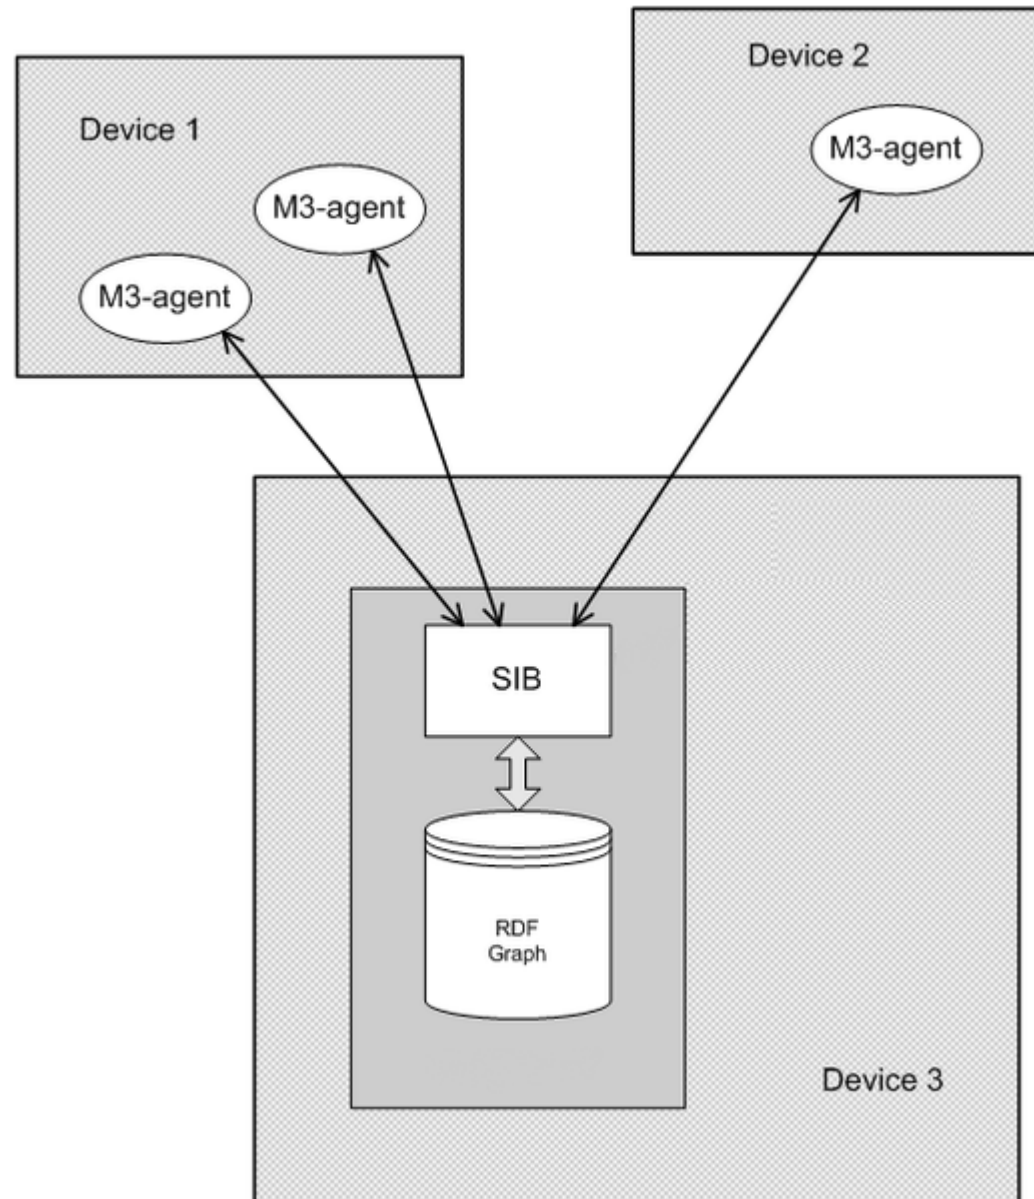 Device 2
Device 1
M3-agent
M3-agent
M3-agent
SIB
RDF
Graph
Device 3